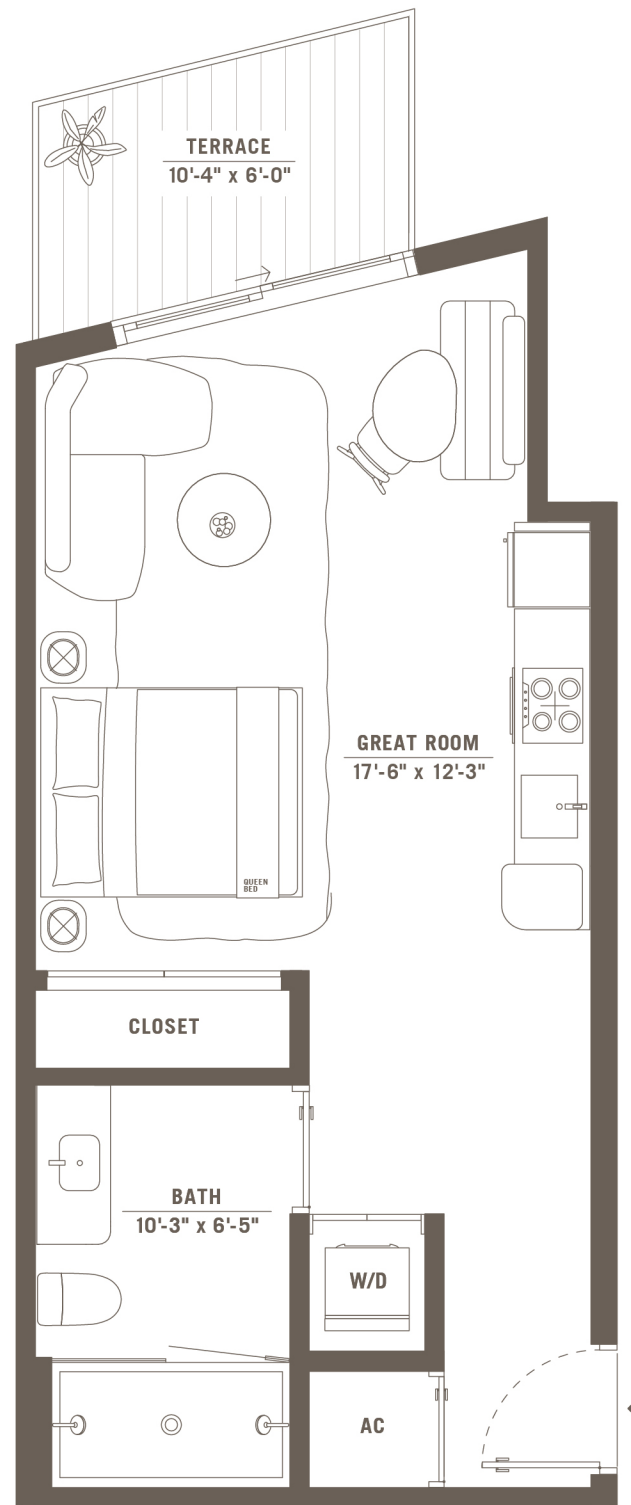 TERRACE
10'-4" x 6'-0"
GREAT ROOM
17'-6" x 12'-3"
QUEEN
BED
CLOSET
BATH
10'-3" x 6'-5"
W/D
AC